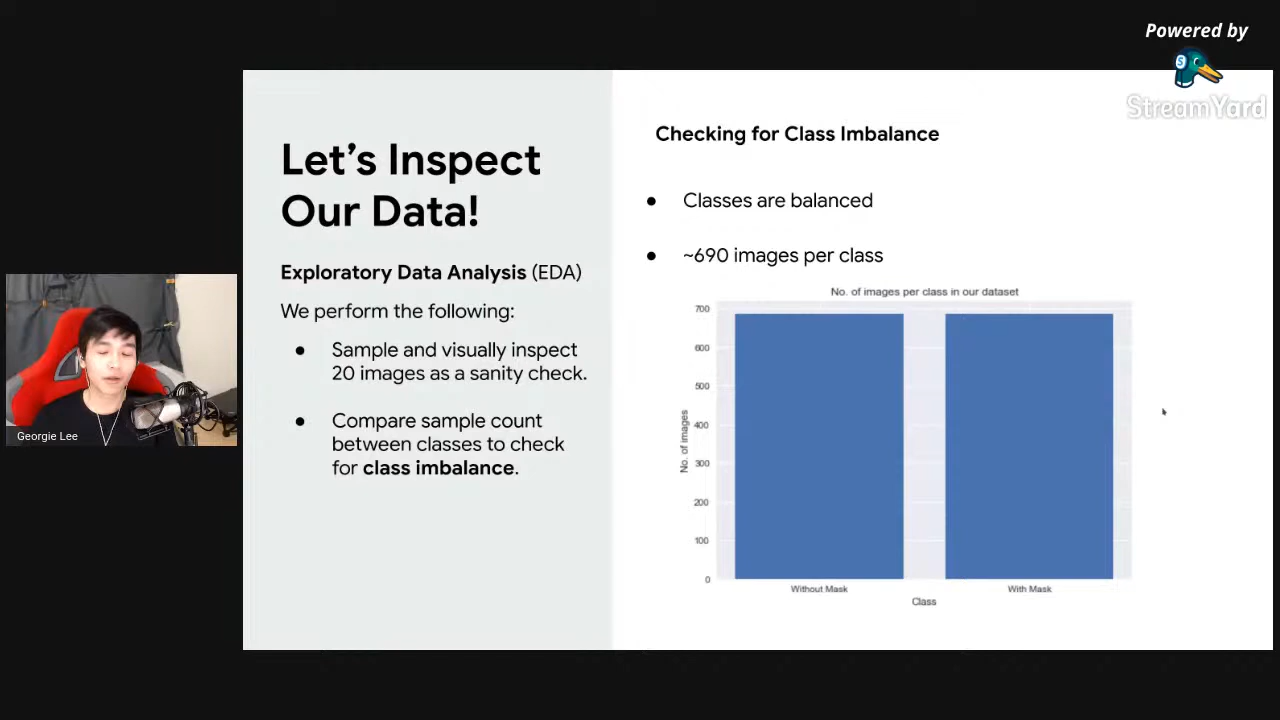 Powered by
StreamYard
Let's Inspect
Our Data!
Exploratory Data Analysis (EDA)
We perform the following:
● Sample and visually inspect
20 images as a sanity check.
● Compare sample count
between classes to check
for class imbalance.
Checking for Class Imbalance
● Classes are balanced
● ~690 images per class
No. of images per class in our dataset
No. of images
700
600
500
400
300
200
100
0
Without Mask
With Mask
Class
Georgie Lee